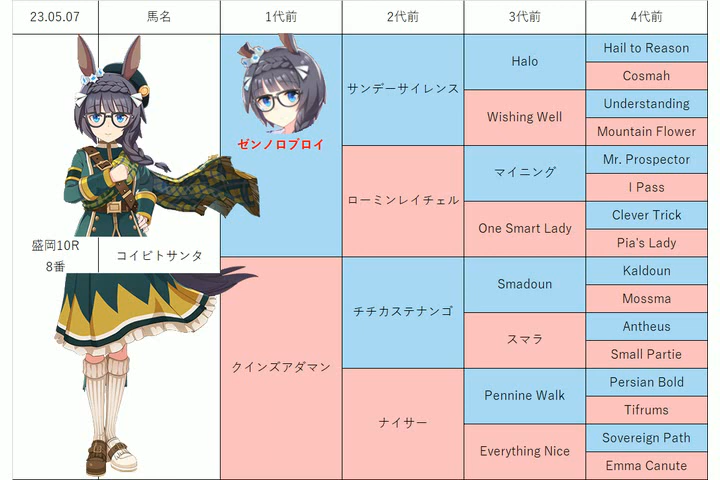 23.05.07
馬名
1代前
2代前
3代前
4代前
盛岡10R
8番
コイビトサンタ
ゼンノロブロイ
クインズアダマン
サンデーサイレンス
ローミンレイチェル
チチカステナンゴ
ナイサー
Halo
Wishing Well
マイニング
One Smart Lady
Smadoun
スマラ
Pennine Walk
Everything Nice
Hail to Reason
Cosmah
Understanding
Mountain Flower
Mr. Prospector
I Pass
Clever Trick
Pia's Lady
Kaldoun
Mossma
Antheus
Small Partie
Persian Bold
Tifrums
Sovereign Path
Emma Canute